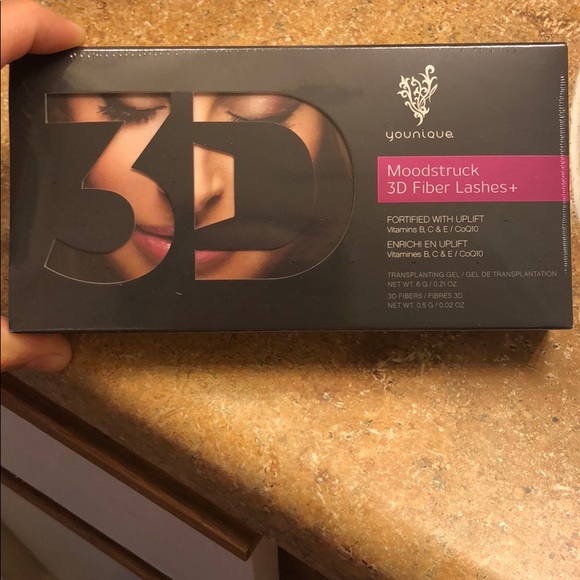 3D
younique
Moodstruck
3D Fiber Lashes+
FORTIFIED WITH UPLIFT
Vitamins B, C & E / CoQ10
ENRICHI EN UPLIFT
Vitamines B, C & E / CoQ10
TRANSPLANTING GEL / GEL DE TRANSPLANTATION
NET WT. 6 G / 0.21 OZ
3D FIBERS / FIBRES 3D
NET WT. 0.5 G / 0.02 OZ